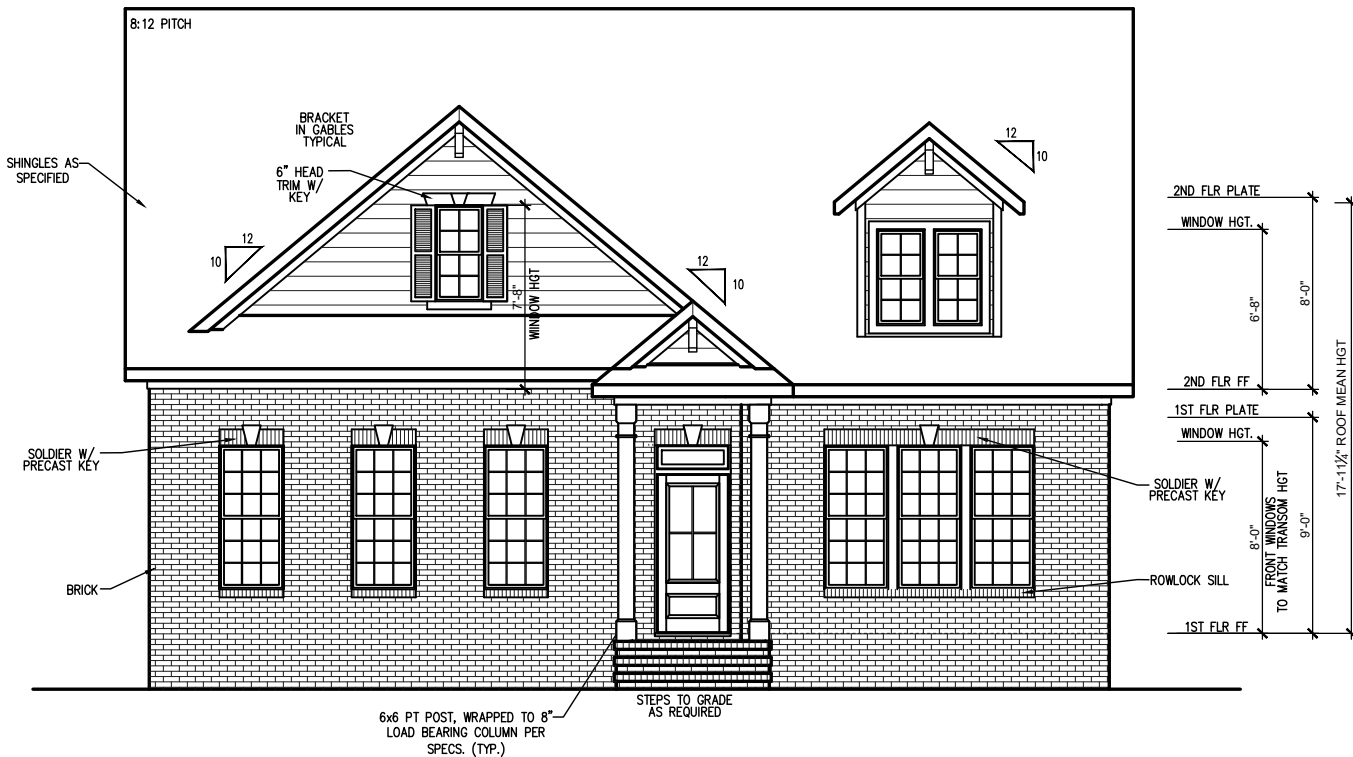 8:12 PITCH
BRACKET
IN GABLES
TYPICAL
SHINGLES AS
SPECIFIED
6" HEAD
TRIM W/
KEY
12
10
12
10
12
10
7'-8"
WINDOW HGT
2ND FLR PLATE
WINDOW HGT.
6'-8"
8'-0"
2ND FLR FF
1ST FLR PLATE
WINDOW HGT.
17'-11¼" ROOF MEAN HGT
SOLDIER W/
PRECAST KEY
SOLDIER W/
PRECAST KEY
8'-0"
FRONT WINDOWS
TO MATCH TRANSOM HGT
9'-0"
BRICK
ROWLOCK SILL
1ST FLR FF
STEPS TO GRADE
AS REQUIRED
6x6 PT POST, WRAPPED TO 8"
LOAD BEARING COLUMN PER
SPECS. (TYP.)